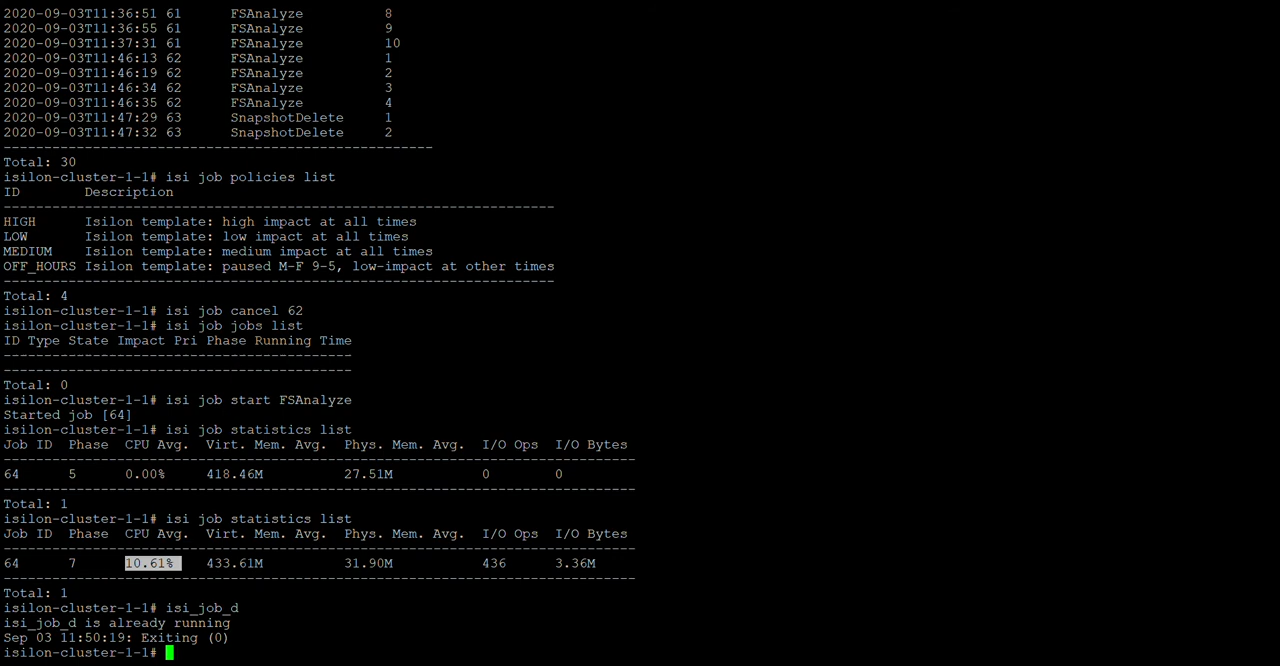 2020-09-03T11:36:51 61      FSAnalyze          8
2020-09-03T11:36:55 61      FSAnalyze          9
2020-09-03T11:37:31 61      FSAnalyze          10
2020-09-03T11:46:13 62      FSAnalyze          1
2020-09-03T11:46:19 62      FSAnalyze          2
2020-09-03T11:46:34 62      FSAnalyze          3
2020-09-03T11:46:35 62      FSAnalyze          4
2020-09-03T11:47:29 63      SnapshotDelete     1
2020-09-03T11:47:32 63      SnapshotDelete     2
-----------------------------------------------------
Total: 30
isilon-cluster-1-1# isi job policies list
ID        Description
--------------------------------------------------------------------
HIGH      Isilon template: high impact at all times
LOW       Isilon template: low impact at all times
MEDIUM    Isilon template: medium impact at all times
OFF_HOURS Isilon template: paused M-F 9-5, low-impact at other times
--------------------------------------------------------------------
Total: 4
isilon-cluster-1-1# isi job cancel 62
isilon-cluster-1-1# isi job jobs list
ID Type State Impact Pri Phase Running Time
-------------------------------------------
-------------------------------------------
Total: 0
isilon-cluster-1-1# isi job start FSAnalyze
Started job [64]
isilon-cluster-1-1# isi job statistics list
Job ID  Phase  CPU Avg.  Virt. Mem. Avg.  Phys. Mem. Avg.  I/O Ops  I/O Bytes
------------------------------------------------------------------------------
64      5      0.00%     418.46M          27.51M           0        0
------------------------------------------------------------------------------
Total: 1
isilon-cluster-1-1# isi job statistics list
Job ID  Phase  CPU Avg.  Virt. Mem. Avg.  Phys. Mem. Avg.  I/O Ops  I/O Bytes
------------------------------------------------------------------------------
64      7      10.61%    433.61M          31.90M           436      3.36M
------------------------------------------------------------------------------
Total: 1
isilon-cluster-1-1# isi_job_d
isi_job_d is already running
Sep 03 11:50:19: Exiting (0)
isilon-cluster-1-1#